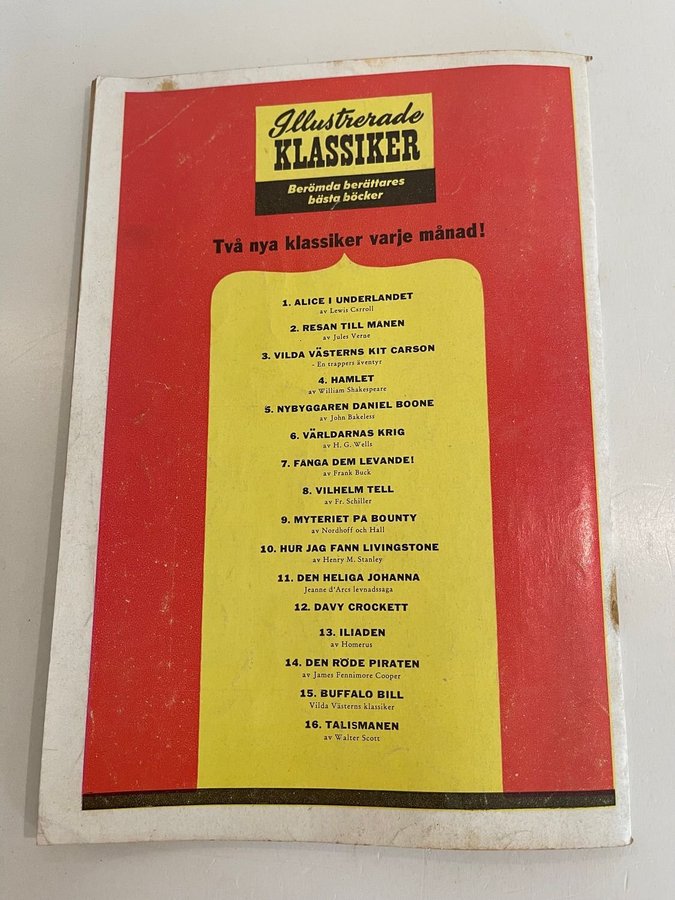 Illustrerade
KLASSIKER
Berömda berättares
bästa böcker
Två nya klassiker varje månad!
1. ALICE I UNDERLANDET
av Lewis Carroll
2. RESAN TILL MÅNEN
av Jules Verne
3. VILDA VÄSTERNS KIT CARSON
- En trappers äventyr
4. HAMLET
av William Shakespeare
5. NYBYGGAREN DANIEL BOONE
av John Bakeless
6. VÄRLDARNAS KRIG
av H. G. Wells
7. FÅNGA DEM LEVANDE!
av Frank Buck
8. VILHELM TELL
av Fr. Schiller
9. MYTERIET PÅ BOUNTY
av Nordhoff och Hall
10. HUR JAG FANN LIVINGSTONE
av Henry M. Stanley
11. DEN HELIGA JOHANNA
Jeanne d'Arcs levnadssaga
12. DAVY CROCKETT
13. ILIADEN
av Homerus
14. DEN RÖDE PIRATEN
av James Fennimore Cooper
15. BUFFALO BILL
Vilda Västerns klassiker
16. TALISMANEN
av Walter Scott